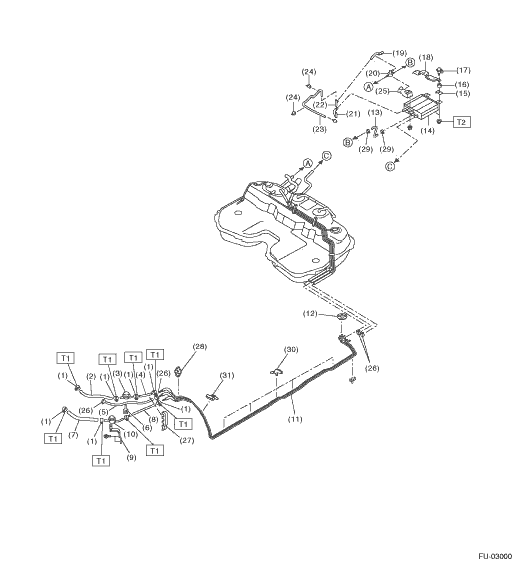 (19)
B
(18)
(17)
(24)
(20)
A
(16)
(25)
(15)
(24)
(22)
(21)
(13)
(14)
T2
(23)
B
(29)
(29)
C
A
C
(12)
(26)
(28)
(30)
(31)
(11)
T1
T1
T1
T1
(3)
(1)
(4)
(1)
(26)
(1)
(2)
(1)
(26)
(5)
(1)
(8)
T1
(1)
(7)
(1)
(10)
(6)
(27)
T1
T1
T1
(9)
FU-03000